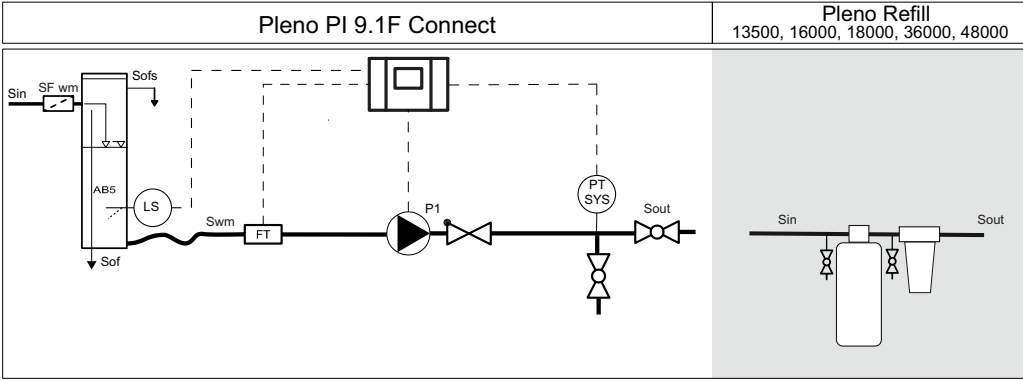 Pleno PI 9.1F Connect
Pleno Refill
13500, 16000, 18000, 36000, 48000
Sin
SF wm
Sofs
AB5
LS
Sof
Swm
FT
P1
PT
SYS
Sout
Sin
Sout